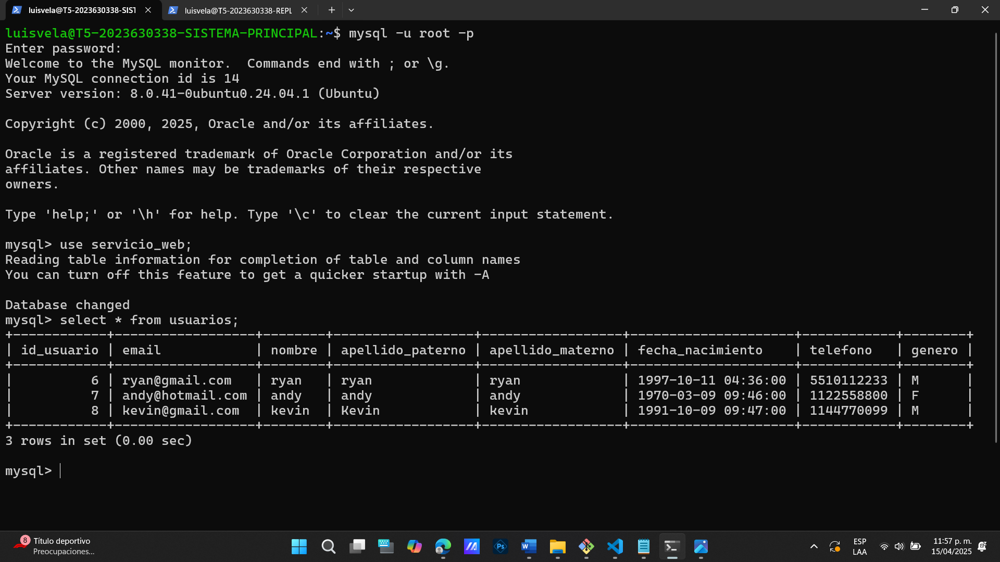 luisvela@T5-2023630338-SIST
luisvela@T5-2023630338-REPL
luisvela@T5-2023630338-SISTEMA-PRINCIPAL:~$ mysql -u root -p
Enter password:
Welcome to the MySQL monitor.  Commands end with ; or \g.
Your MySQL connection id is 14
Server version: 8.0.41-0ubuntu0.24.04.1 (Ubuntu)
Copyright (c) 2000, 2025, Oracle and/or its affiliates.
Oracle is a registered trademark of Oracle Corporation and/or its
affiliates. Other names may be trademarks of their respective
owners.
Type 'help;' or '\h' for help. Type '\c' to clear the current input statement.
mysql> use servicio_web;
Reading table information for completion of table and column names
You can turn off this feature to get a quicker startup with -A
Database changed
mysql> select * from usuarios;
+------------+------------------+--------+------------------+------------------+---------------------+------------+--------+
| id_usuario | email            | nombre | apellido_paterno | apellido_materno | fecha_nacimiento    | telefono   | genero |
+------------+------------------+--------+------------------+------------------+---------------------+------------+--------+
|          6 | ryan@gmail.com   | ryan   | ryan             | ryan             | 1997-10-11 04:36:00 | 5510112233 | M      |
|          7 | andy@hotmail.com | andy   | andy             | andy             | 1970-03-09 09:46:00 | 1122558800 | F      |
|          8 | kevin@gmail.com  | kevin  | Kevin            | kevin            | 1991-10-09 09:47:00 | 1144770099 | M      |
+------------+------------------+--------+------------------+------------------+---------------------+------------+--------+
3 rows in set (0.00 sec)
mysql>
8
Título deportivo
Preocupaciones...
Ps
W
ESP
LAA
11:57 p. m.
15/04/2025